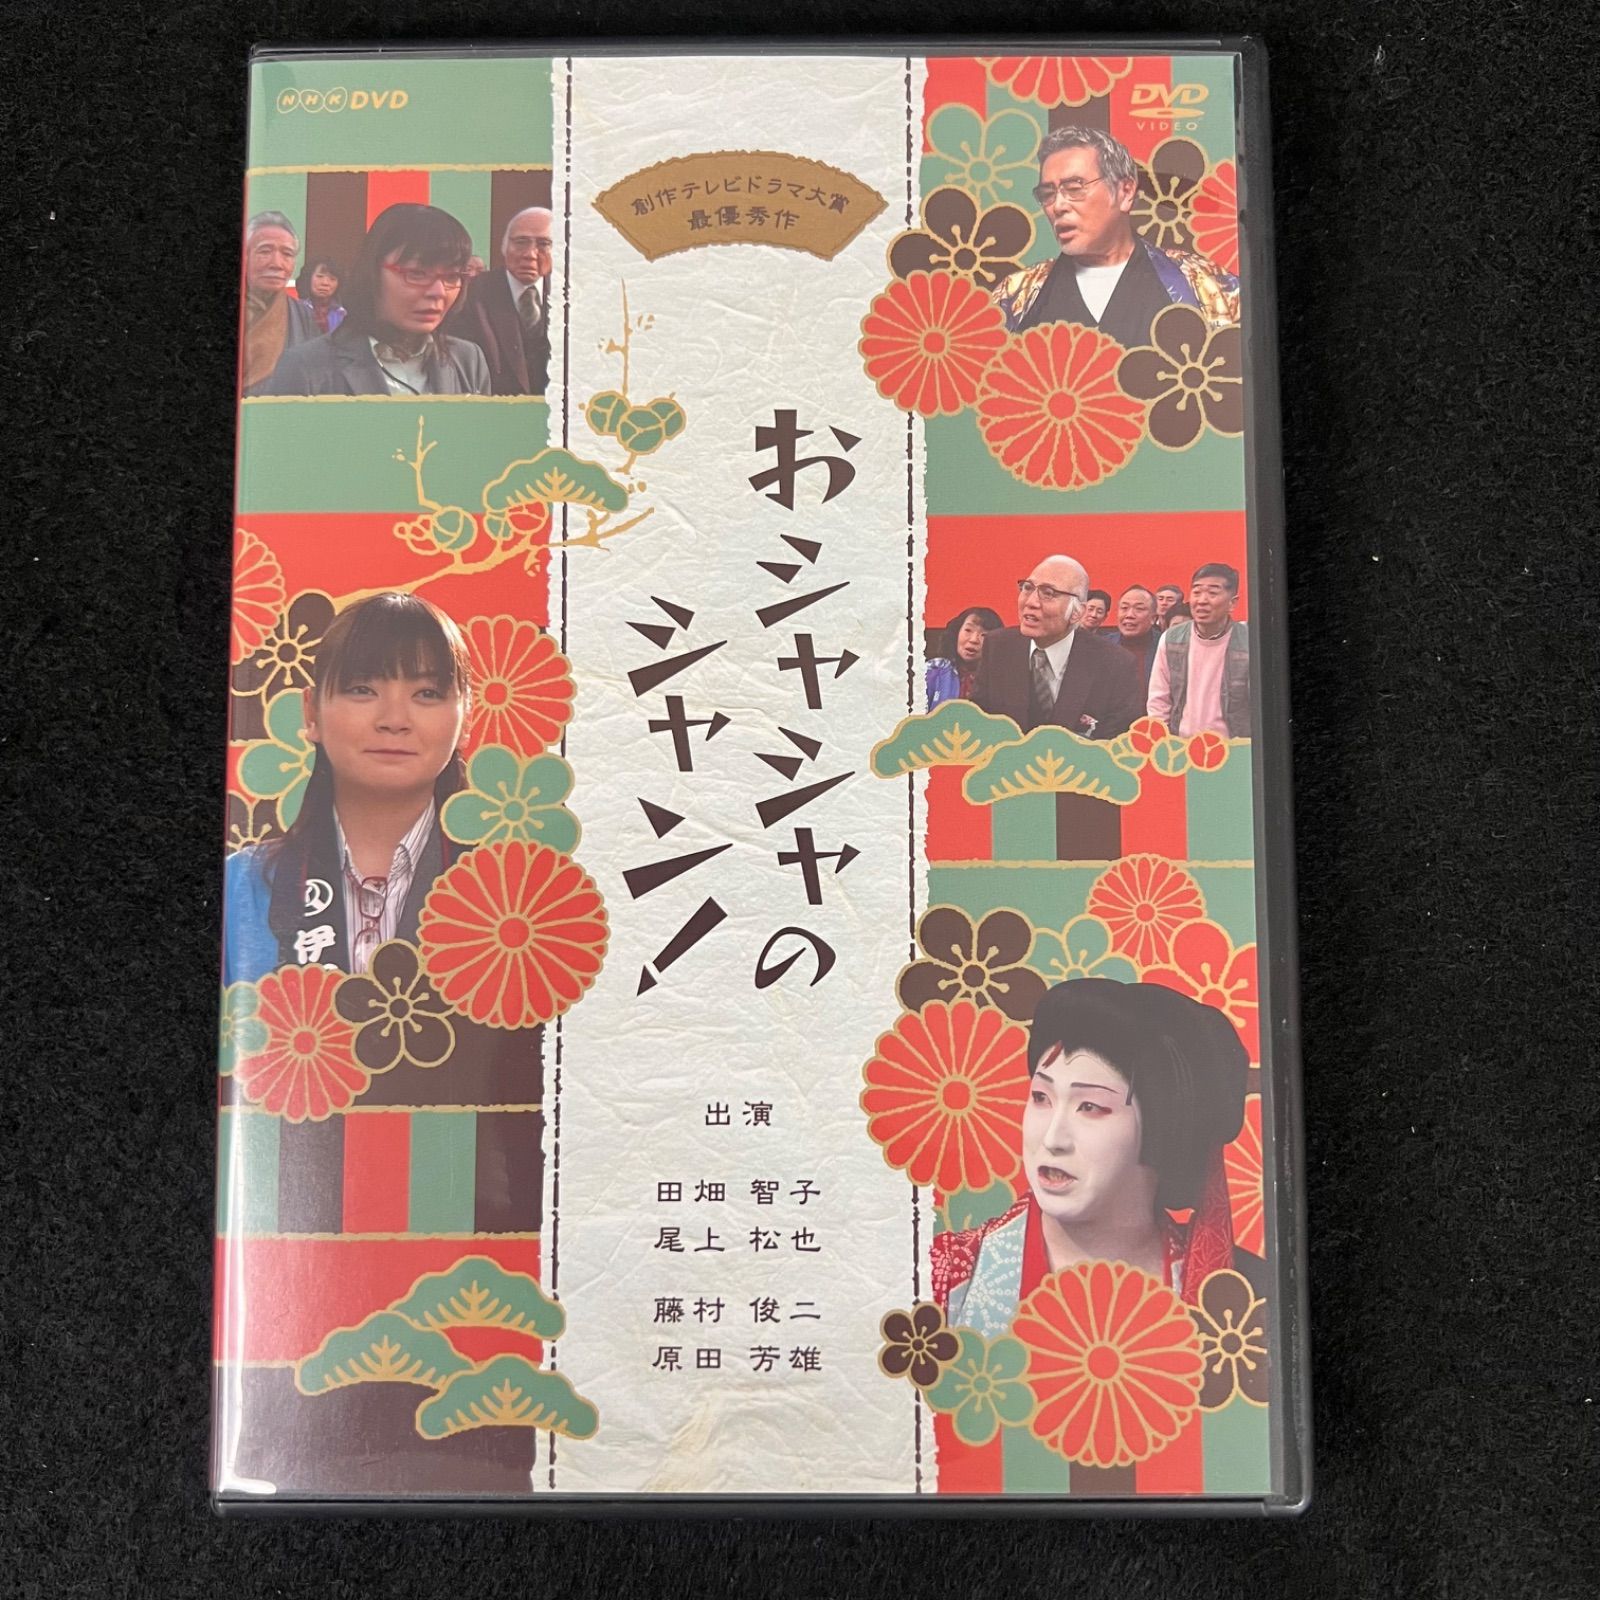 NHK DVD
DVD
VIDEO
創作テレビドラマ大賞
最優秀作
おシャシャの
シャン!
出演
田畑 智子
尾上 松也
藤村 俊二
原田 芳雄
伊